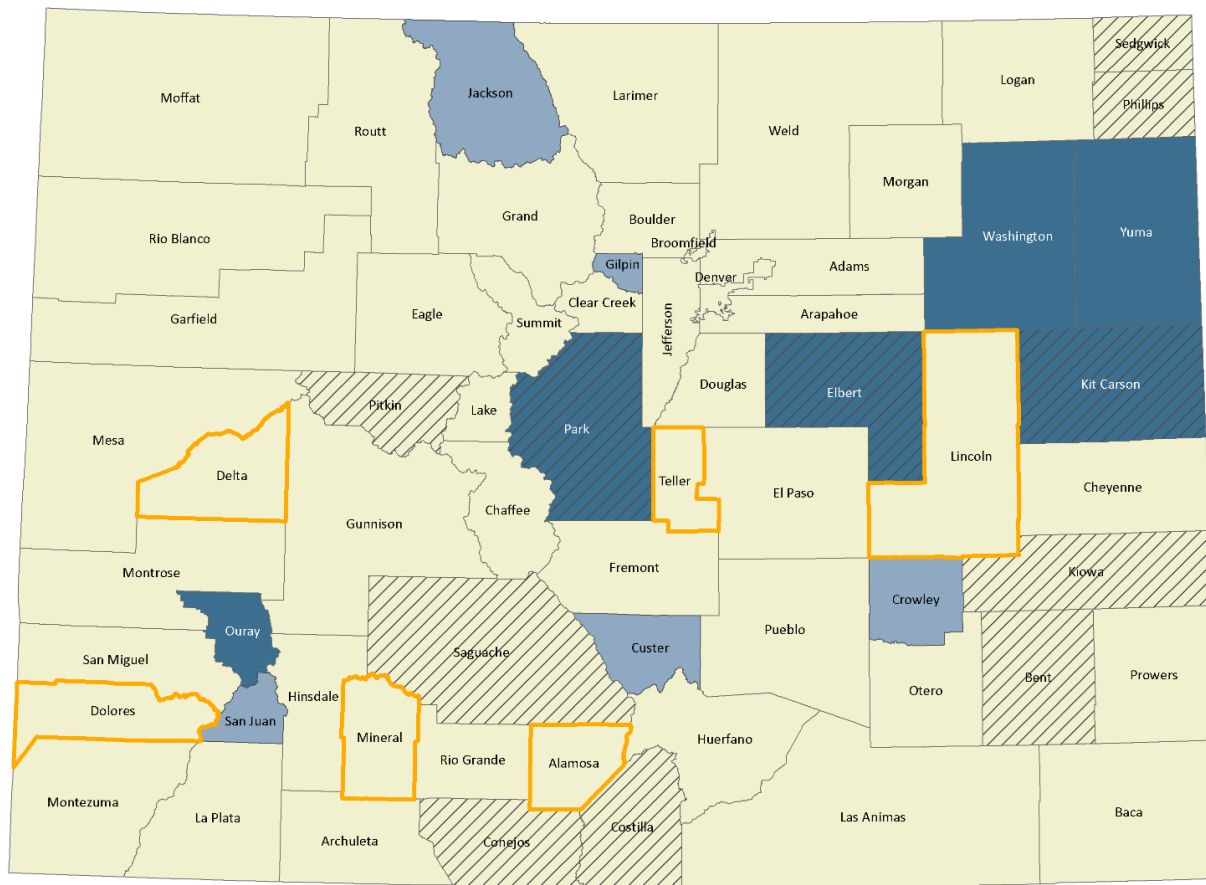 Sedgwick
Logan
Jackson
Larimer
Moffat
Phillips
Routt
Weld
Morgan
Grand
Boulder
Rio Blanco
Washington
Yuma
Broomfield
Gilpin
Adams
Denver
Clear Creek
Eagle
Summit
Arapahoe
Garfield
Jefferson
Douglas
Elbert
Kit Carson
Pitkin
Lake
Park
Mesa
Lincoln
Delta
Teller
El Paso
Cheyenne
Chaffee
Gunnison
Fremont
Montrose
Kiowa
Crowley
Ouray
Pueblo
Custer
Saguache
San Miguel
Bent
Prowers
Hinsdale
Otero
Dolores
San Juan
Mineral
Huerfano
Rio Grande
Alamosa
Montezuma
La Plata
Las Animas
Baca
Archuleta
Conejos
Costilla